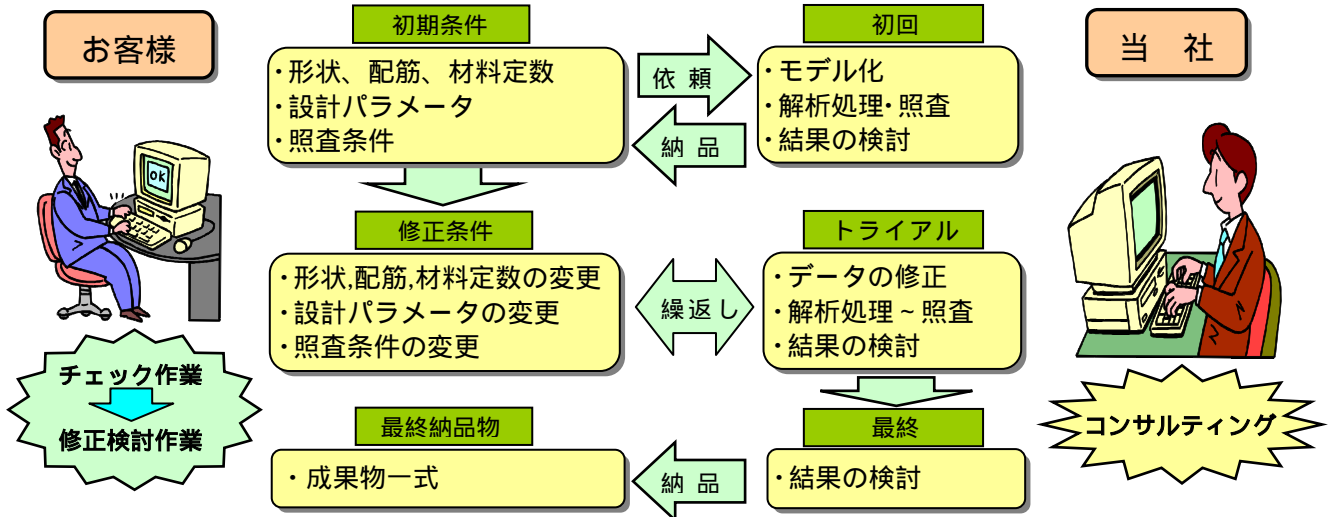 お客様
初期条件
・形状、配筋、材料定数
・設計パラメータ
・照査条件
依頼
納品
初回
・モデル化
・解析処理・照査
・結果の検討
当 社
OK
修正条件
・形状,配筋,材料定数の変更
・設計パラメータの変更
・照査条件の変更
繰返し
トライアル
・データの修正
・解析処理~照査
・結果の検討
チェック作業
修正検討作業
最終納品物
・成果物一式
納品
最終
・結果の検討
コンサルティング